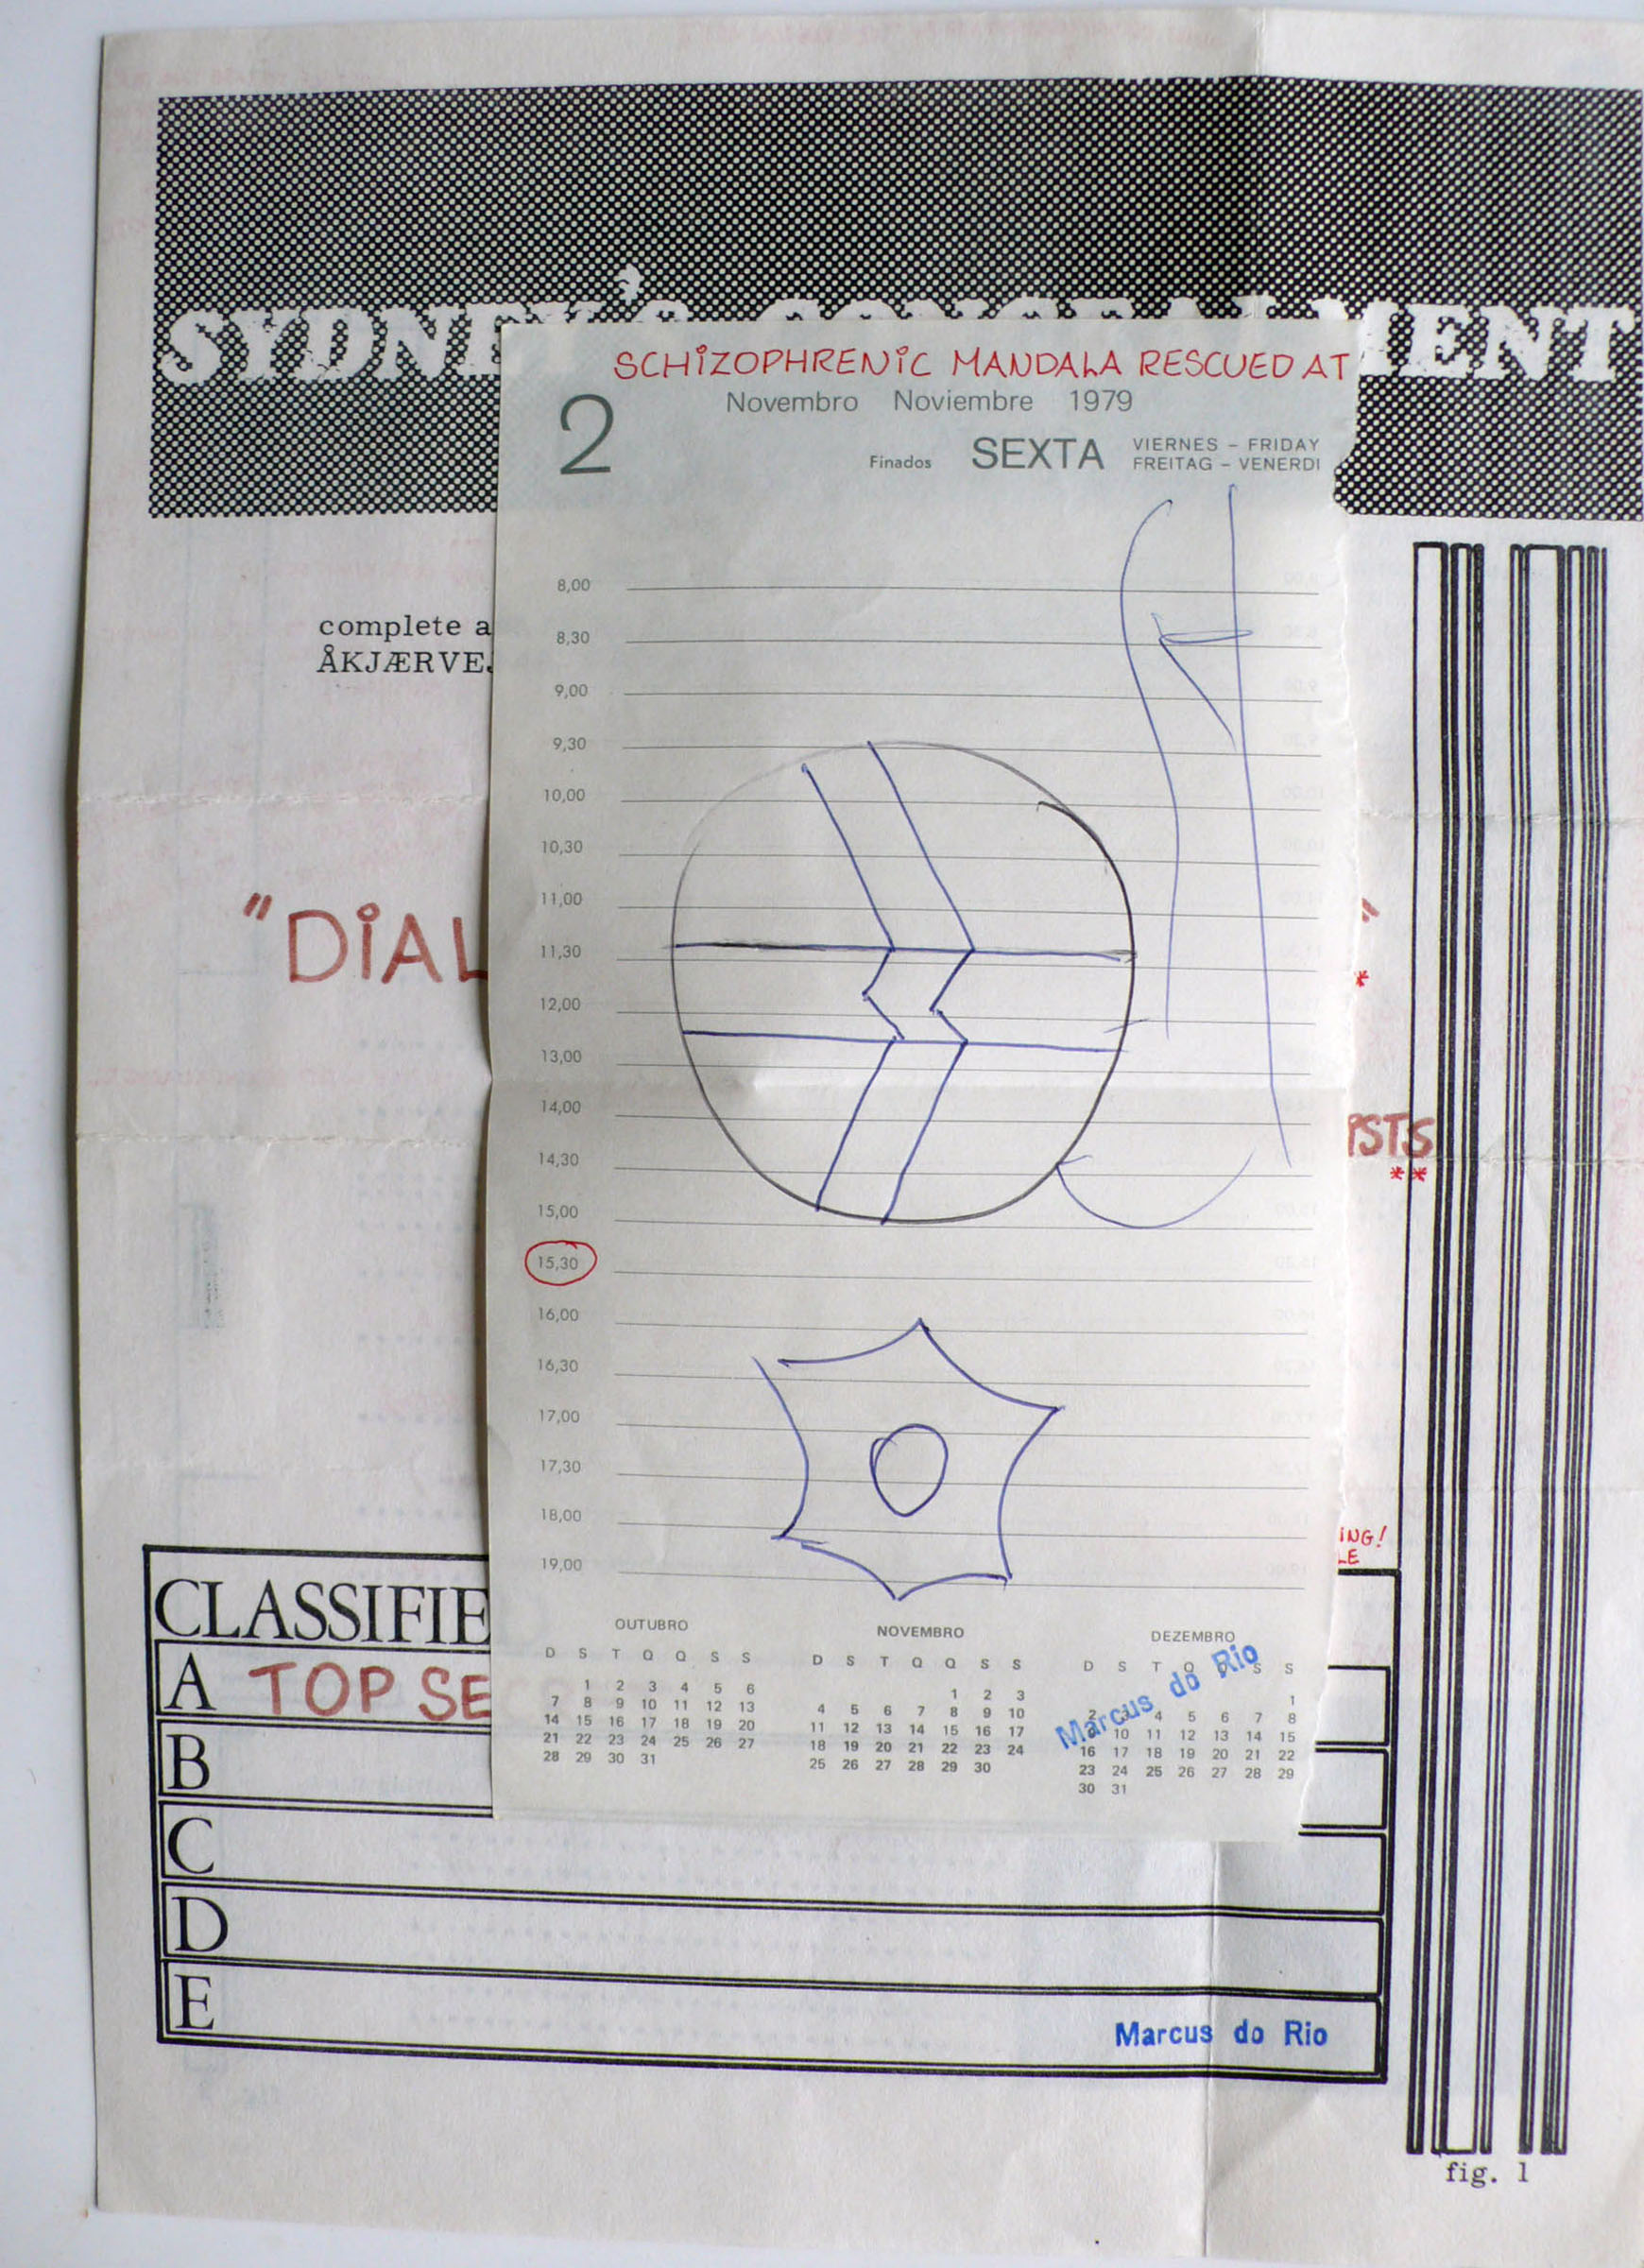 SYDNEY'S CONCEALMENT
SCHIZOPHRENIC MANDALA RESCUED AT
2
Novembro Noviembre 1979
Finados SEXTA VIERNES – FRIDAY
FREITAG – VENERDI
complete a
ÅKJÆRVEJ
8,00
8,30
9,00
9,30
10,00
10,30
11,00
11,30
12,00
13,00
14,00
14,30
15,00
15,30
16,00
16,30
17,00
17,30
18,00
19,00
"DIAL
"
*
PSTS
**
ING!
LE
OUTUBRO
D S T Q Q S S
1 2 3 4 5 6
7 8 9 10 11 12 13
14 15 16 17 18 19 20
21 22 23 24 25 26 27
28 29 30 31
NOVEMBRO
D S T Q Q S S
1 2 3
4 5 6 7 8 9 10
11 12 13 14 15 16 17
18 19 20 21 22 23 24
25 26 27 28 29 30
DEZEMBRO
D S T Q S S
1
2 4 5 6 7 8
10 11 12 13 14 15
16 17 18 19 20 21 22
23 24 25 26 27 28 29
30 31
Marcus do Rio
CLASSIFIE
A TOP SE
B
C
D
E
Marcus do Rio
fig. 1